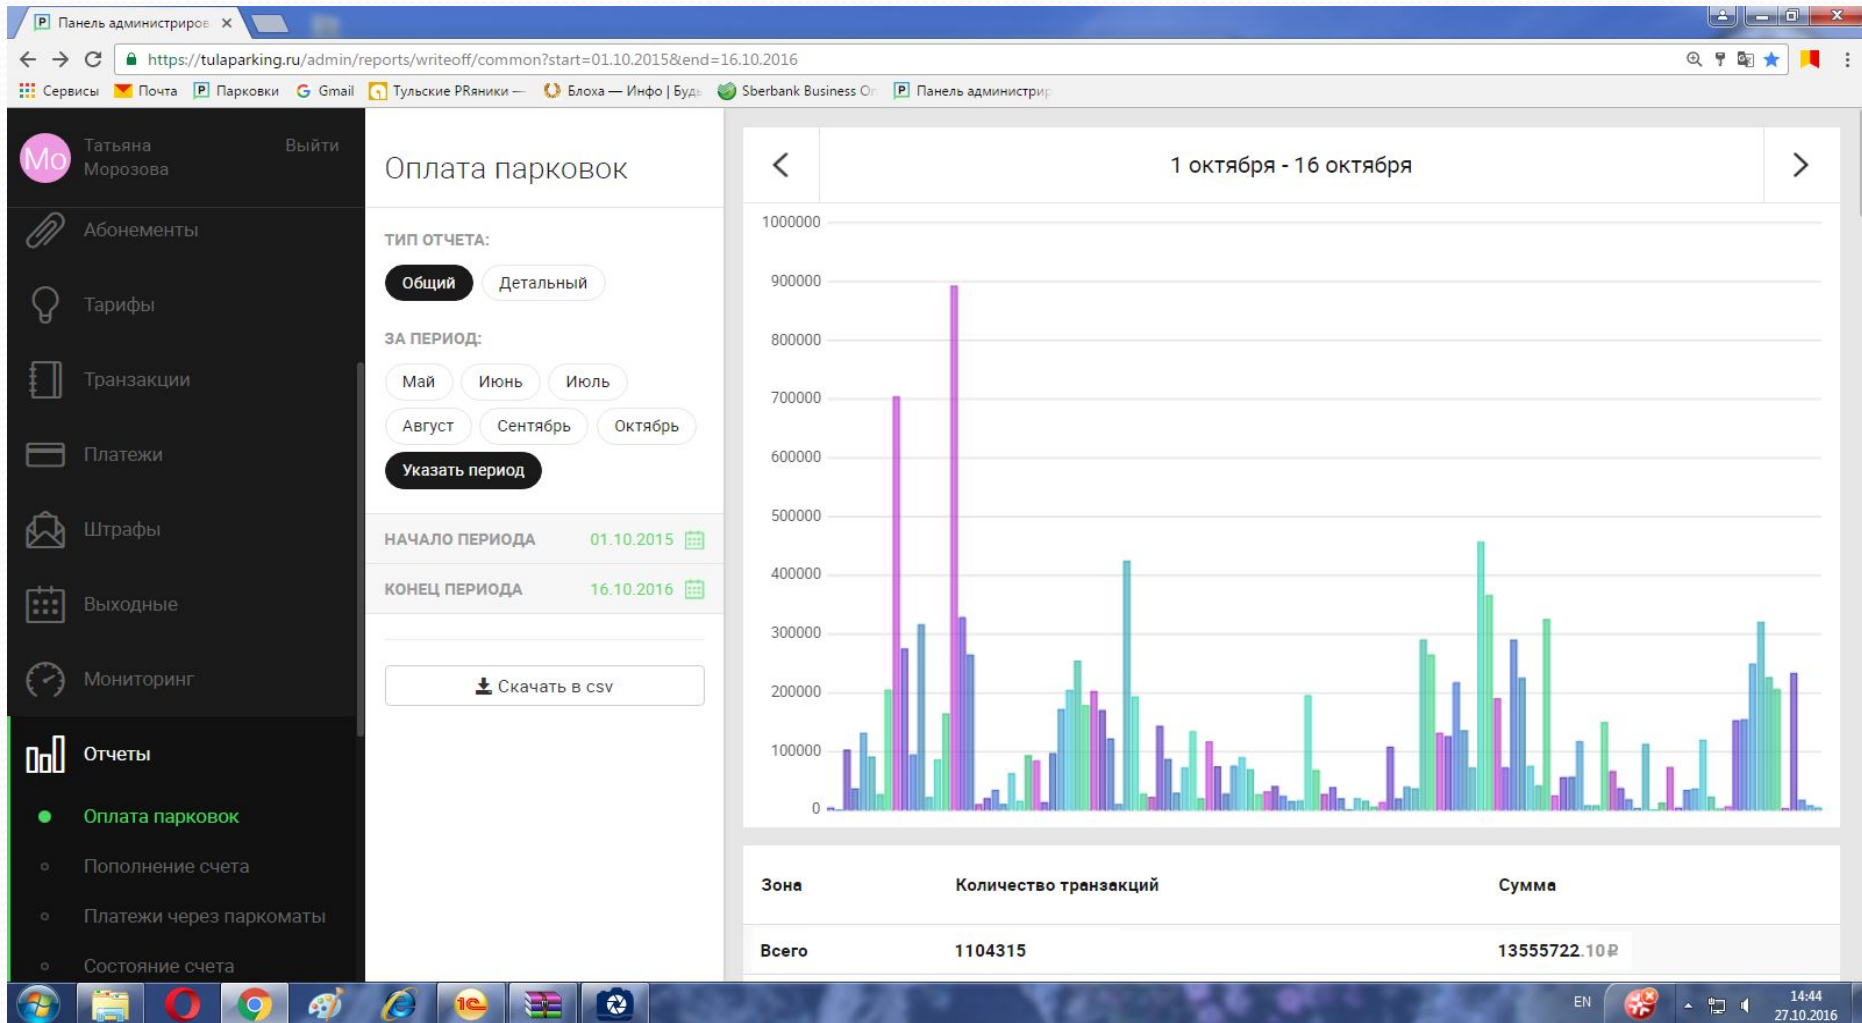 Панель администриров
https://tulaparking.ru/admin/reports/writeoff/common?start=01.10.2015&end=16.10.2016
Сервисы Почта Парковки Gmail Тульские PRяники — Блоха — Инфо | Будь Sberbank Business On Панель администрир
Mo
Татьяна
Морозова
Выйти
Абонементы
Тарифы
Транзакции
Платежи
Штрафы
Выходные
Мониторинг
Отчеты
Оплата парковок
Пополнение счета
Платежи через паркоматы
Состояние счета
Оплата парковок
ТИП ОТЧЕТА:
Общий Детальный
ЗА ПЕРИОД:
Май Июнь Июль
Август Сентябрь Октябрь
Указать период
НАЧАЛО ПЕРИОДА 01.10.2015
КОНЕЦ ПЕРИОДА 16.10.2016
Скачать в csv
1 октября - 16 октября
1000000
900000
800000
700000
600000
500000
400000
300000
200000
100000
0
Зона Количество транзакций Сумма
Всего 1104315 13555722.10₽
EN
14:44
27.10.2016